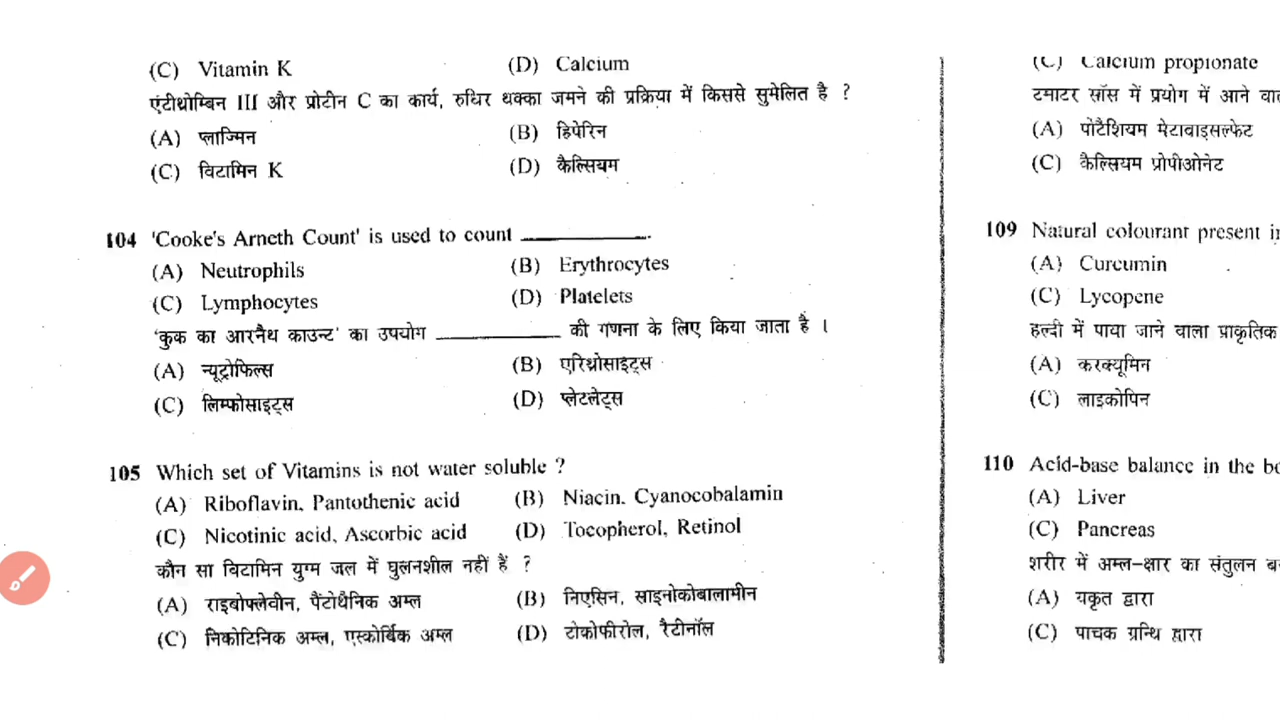 (C) Vitamin K (D) Calcium
एंटीथ्रोम्बिन III और प्रोटीन C का कार्य, रुधिर थक्का जमने की प्रक्रिया में किससे सुमेलित है ?
(A) प्लाज्मिन (B) हिपेरिन
(C) विटामिन K (D) कैल्सियम
104 'Cooke's Arneth Count' is used to count ____________.
(A) Neutrophils (B) Erythrocytes
(C) Lymphocytes (D) Platelets
'कुक का आरनैथ काउन्ट' का उपयोग ____________ की गणना के लिए किया जाता है ।
(A) न्यूट्रोफिल्स (B) एरिथ्रोसाइट्स
(C) लिम्फोसाइट्स (D) प्लेटलेट्स
105 Which set of Vitamins is not water soluble ?
(A) Riboflavin, Pantothenic acid (B) Niacin, Cyanocobalamin
(C) Nicotinic acid, Ascorbic acid (D) Tocopherol, Retinol
कौन सा विटामिन युग्म जल में घुलनशील नहीं हैं ?
(A) राइबोफ्लेवीन, पैंटोथैनिक अम्ल (B) निएसिन, साइनोकोबालामीन
(C) निकोटिनिक अम्ल, एस्कोर्बिक अम्ल (D) टोकोफीरोल, रैटीनॉल
(C) Calcium propionate
टमाटर सॉस में प्रयोग में आने
(A) पोटैशियम मेटावाइसल्फेट
(C) कैल्सियम प्रोपीओनेट
109 Natural colourant present
(A) Curcumin
(C) Lycopene
हल्दी में पाया जाने वाला प्राकृतिक
(A) करक्यूमिन
(C) लाइकोपिन
110 Acid-base balance in the
(A) Liver
(C) Pancreas
शरीर में अम्ल-क्षार का संतुलन
(A) यकृत द्वारा
(C) पाचक ग्रन्थि द्वारा